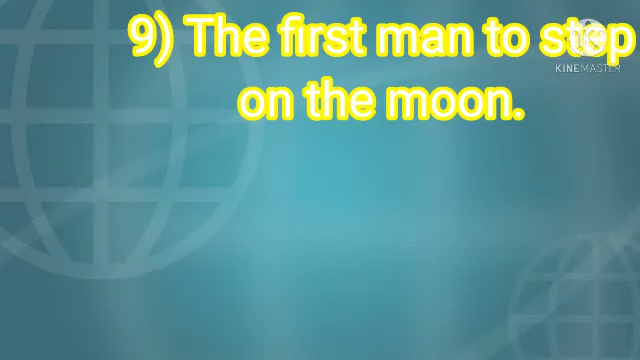 9) The first man to step
on the moon.
KINEMASTER